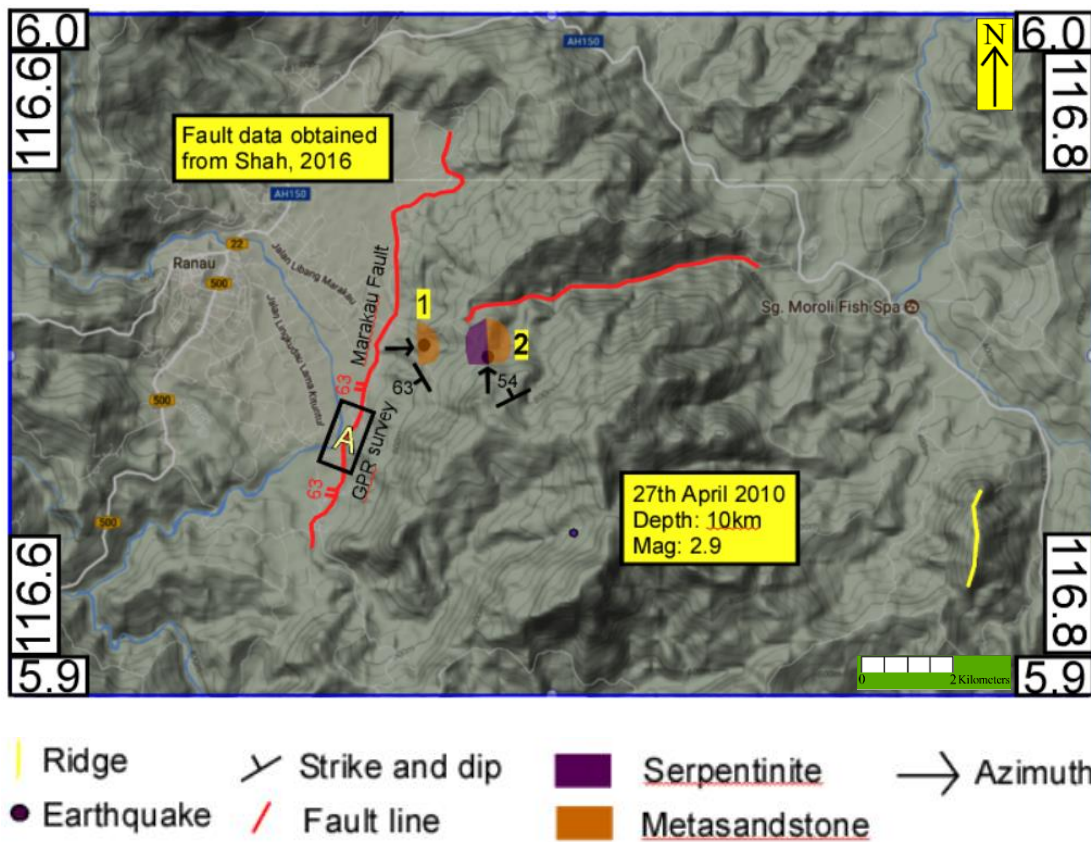 6.0
116.6
6.0
116.8
N
AH150
Fault data obtained
from Shah, 2016
AH150
22
Ranau
500
Jalan Libang Marakau
Marakau Fault
Sg. Moroli Fish Spa
1
2
63
54
63
500
A
GPR survey
63
500
27th April 2010
Depth: 10km
Mag: 2.9
116.6
5.9
116.8
5.9
0
2 Kilometers
Ridge
Strike and dip
Serpentinite
Azimuth
Earthquake
Fault line
Metasandstone